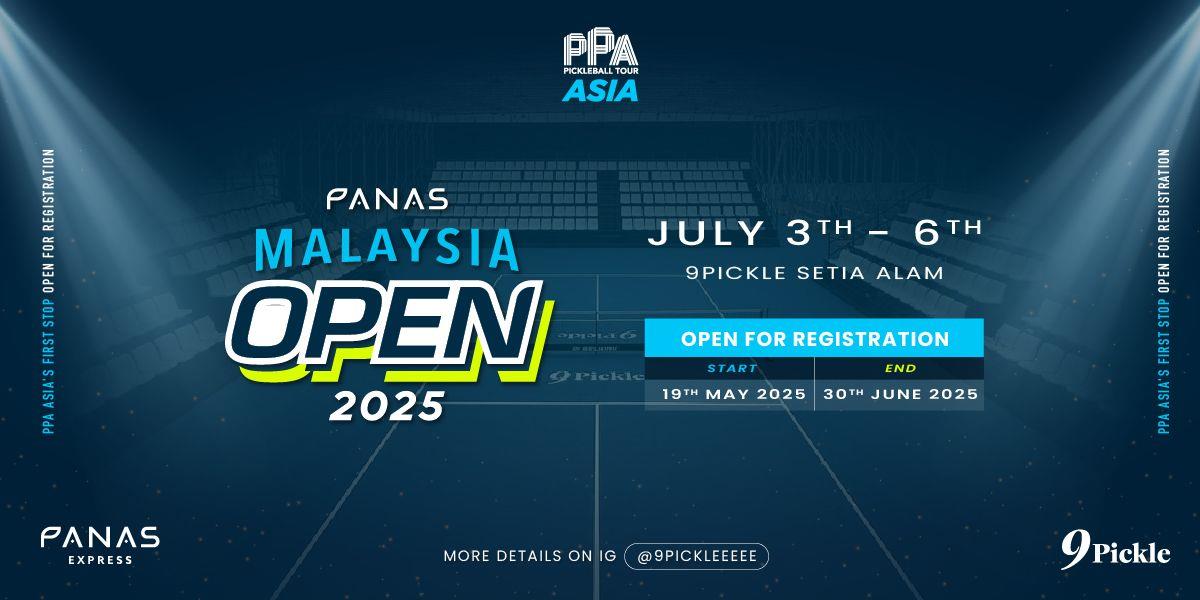 PPA
PICKLEBALL TOUR
ASIA
PPA ASIA'S FIRST STOP OPEN FOR REGISTRATION
PANAS
MALAYSIA
OPEN
2025
JULY 3TH – 6TH
9PICKLE SETIA ALAM
OPEN FOR REGISTRATION
START END
19TH MAY 2025 30TH JUNE 2025
9Pickle
PPA ASIA'S FIRST STOP OPEN FOR REGISTRATION
PANAS
EXPRESS
MORE DETAILS ON IG @9PICKLEEEEE
9Pickle